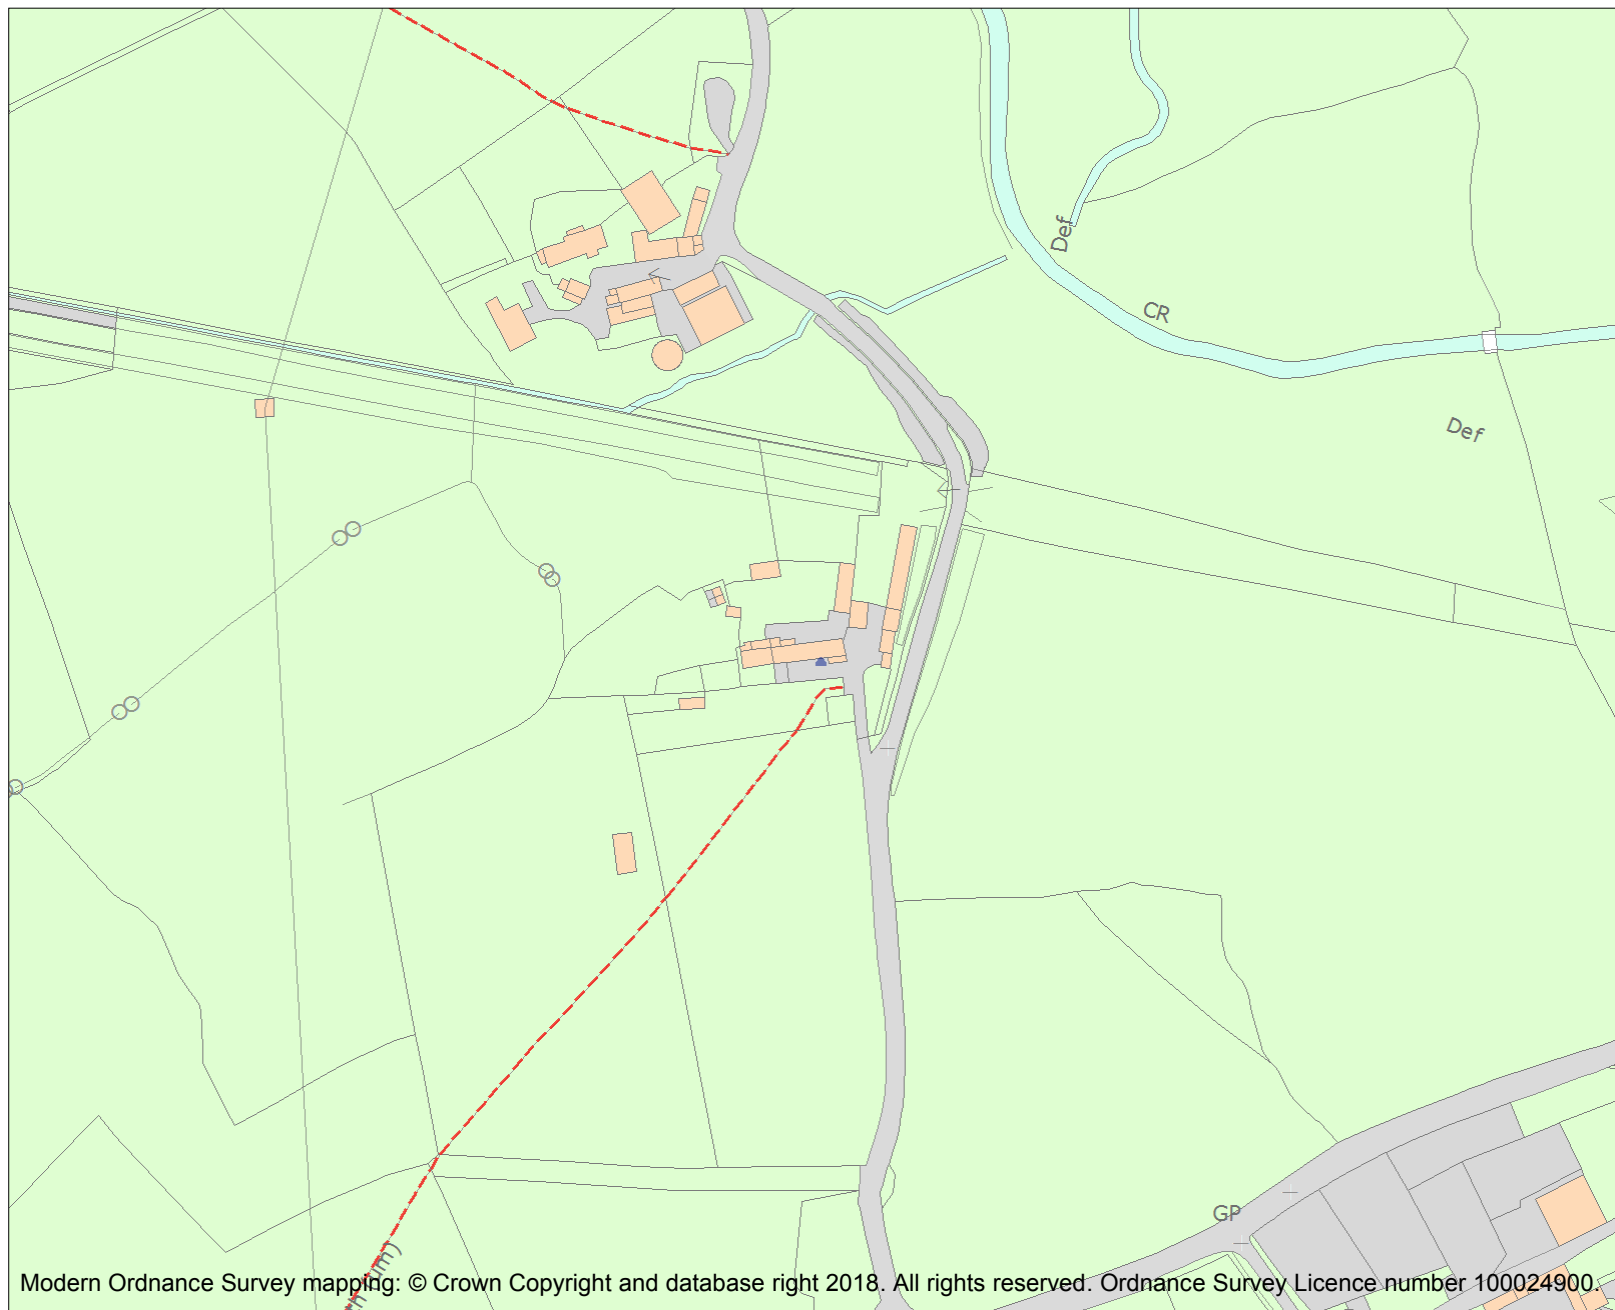 Def
CR
Def
GP
um)
Modern Ordnance Survey mapping: © Crown Copyright and database right 2018. All rights reserved. Ordnance Survey Licence number 100024900.